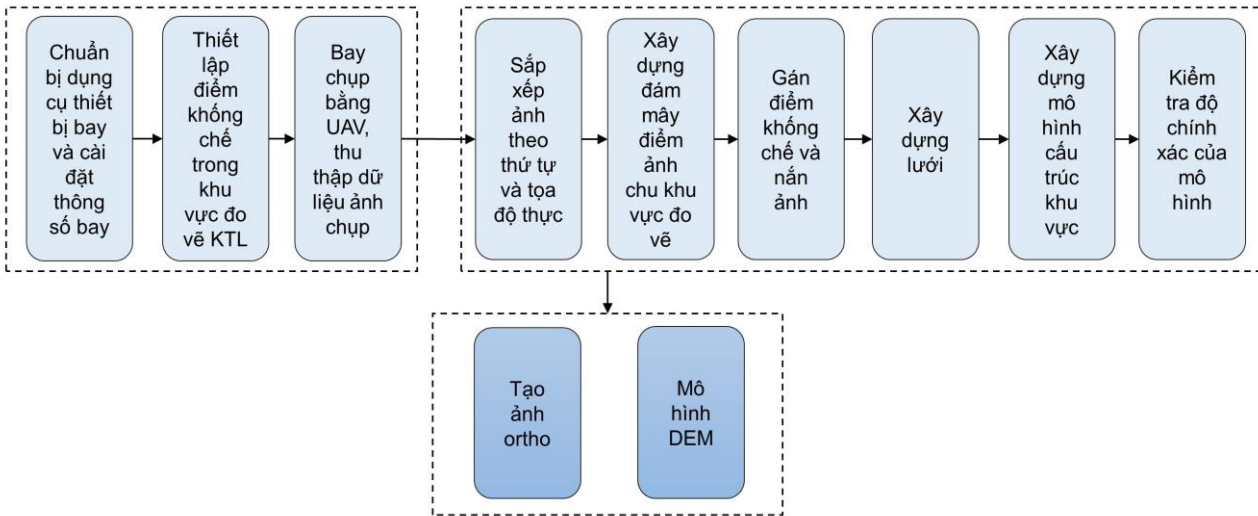 Chuẩn
bị dụng
cụ thiết
bị bay
và cài
đặt
thông
số bay
Thiết
lập
điểm
khống
chế
trong
khu
vực đo
vẽ KTL
Bay
chụp
bằng
UAV,
thu
thập dữ
liệu ảnh
chụp
Sắp
xếp
ảnh
theo
thứ tự
và tọa
độ thực
Xây
dựng
đám
mây
điểm ảnh
chu khu
vực đo
vẽ
Gán
điểm
khống
chế và
nắn
ảnh
Xây
dựng
lưới
Xây
dựng
mô
hình
cấu
trúc
khu
vực
Kiểm
tra độ
chính
xác của
mô
hình
Tạo
ảnh
ortho
Mô
hình
DEM